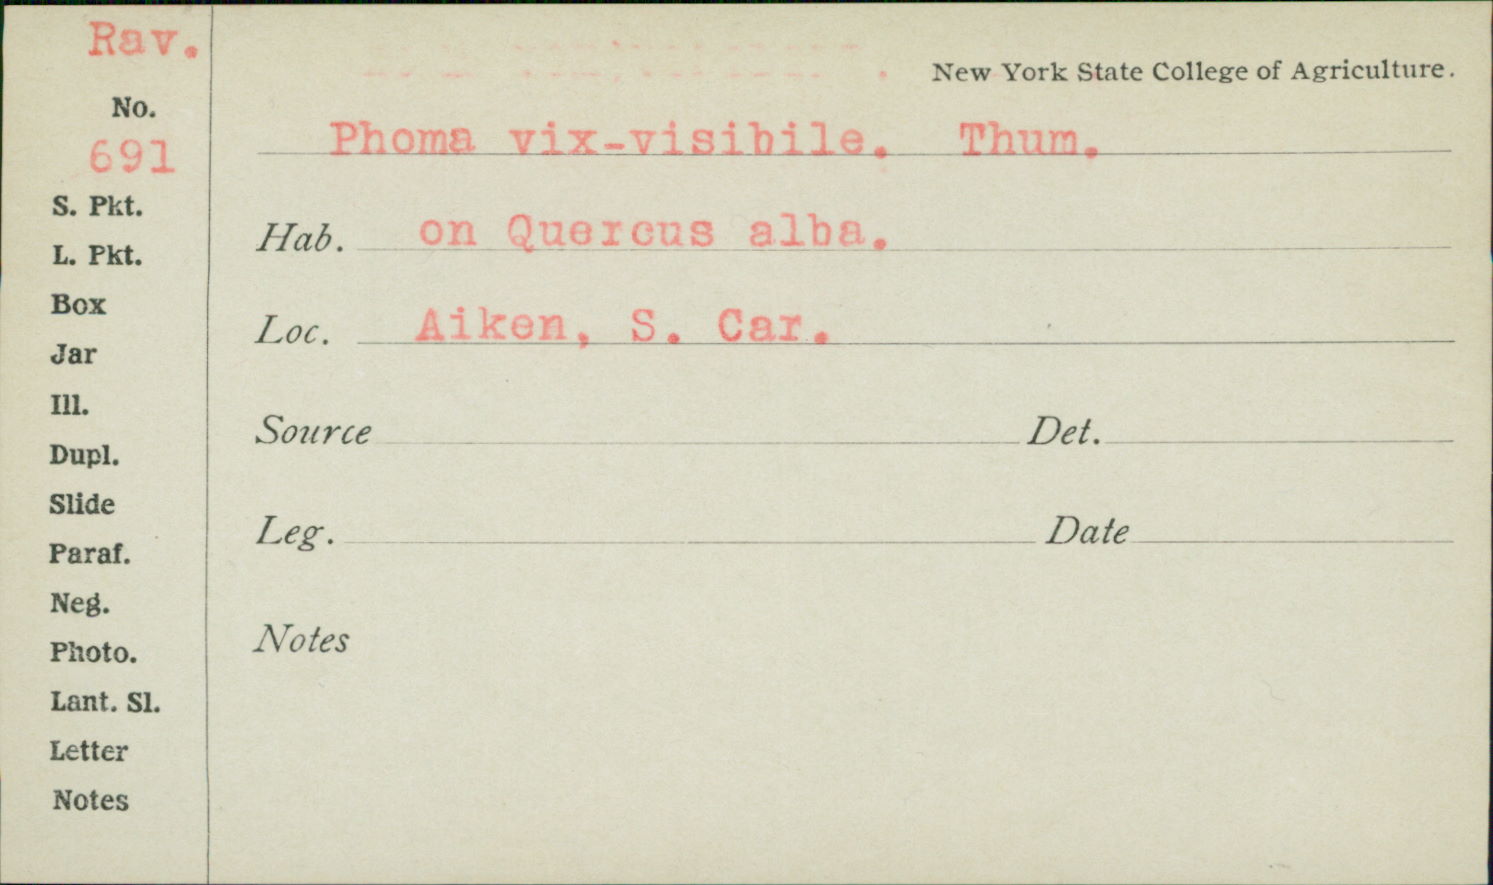 Rav.
New York State College of Agriculture.
No.
691
Phoma vix-visibile. Thum.
S. Pkt.
Hab. on Quercus alba.
L. Pkt.
Box
Loc. Aiken, S. Car.
Jar
Ill.
Source Det.
Dupl.
Slide
Leg. Date
Paraf.
Neg.
Notes
Photo.
Lant. Sl.
Letter
Notes